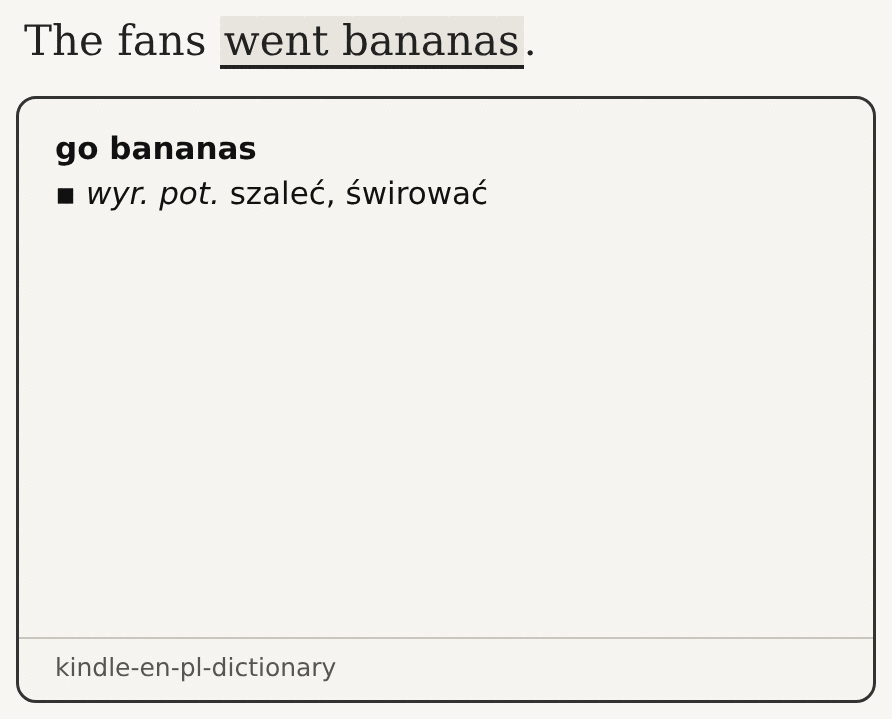 The fans went bananas.
go bananas
▪ wyr. pot. szaleć, świrować
kindle-en-pl-dictionary